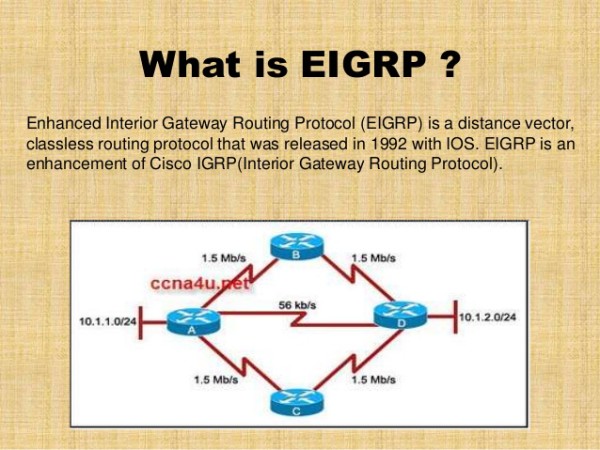 What is EIGRP ?
Enhanced Interior Gateway Routing Protocol (EIGRP) is a distance vector,
classless routing protocol that was released in 1992 with IOS. EIGRP is an
enhancement of Cisco IGRP(Interior Gateway Routing Protocol).
B
1.5 Mb/s
1.5 Mb/s
ccna4u.net
56 kb/s
10.1.1.0/24
A
D
10.1.2.0/24
1.5 Mb/s
1.5 Mb/s
C